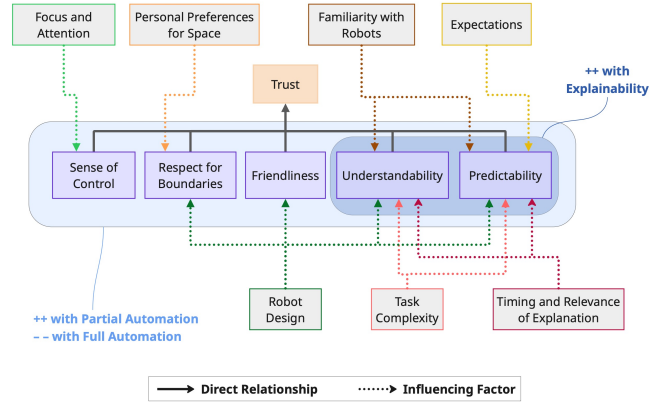 Focus and
Attention
Personal Preferences
for Space
Familiarity with
Robots
Expectations
++ with
Explainability
Trust
Sense of
Control
Respect for
Boundaries
Friendliness
Understandability
Predictability
Robot
Design
Task
Complexity
Timing and Relevance
of Explanation
++ with Partial Automation
– – with Full Automation
Direct Relationship
Influencing Factor